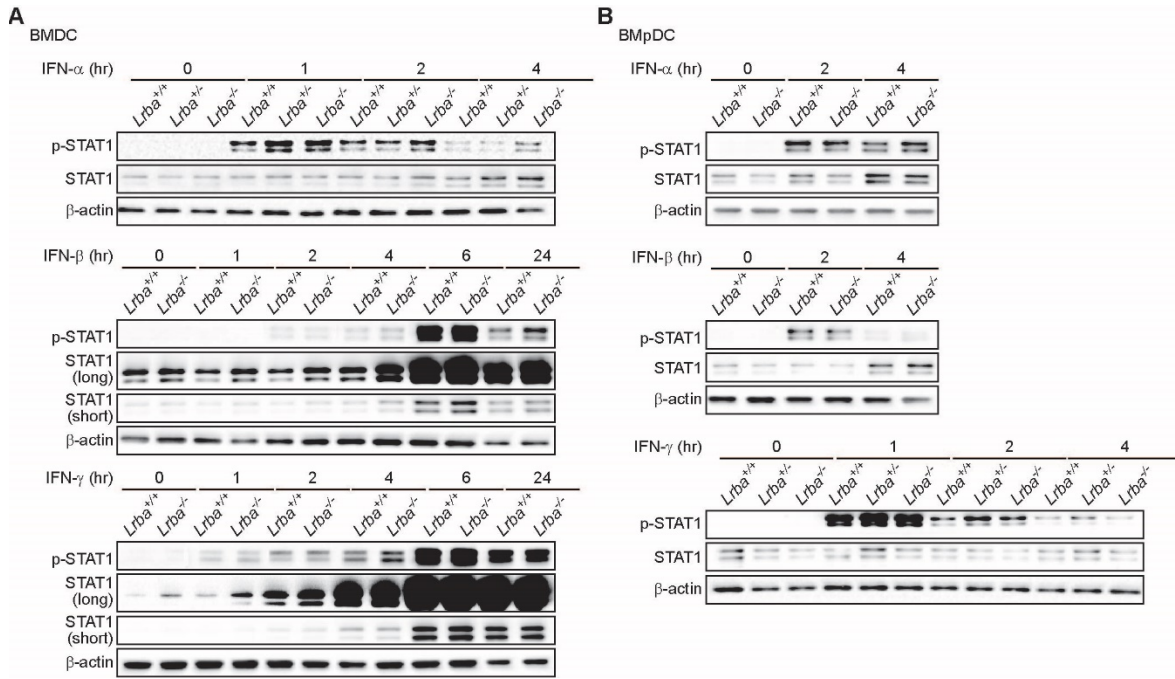 A
BMDC
IFN-α (hr) 0 1 2 4
Lrba+/+ Lrba+/- Lrba-/- Lrba+/+ Lrba+/- Lrba-/- Lrba+/+ Lrba+/- Lrba-/- Lrba+/+ Lrba+/- Lrba-/-
p-STAT1
STAT1
β-actin
IFN-β (hr) 0 1 2 4 6 24
Lrba+/+ Lrba-/- Lrba+/+ Lrba-/- Lrba+/+ Lrba-/- Lrba+/+ Lrba-/- Lrba+/+ Lrba-/- Lrba+/+ Lrba-/-
p-STAT1
STAT1
(long)
STAT1
(short)
β-actin
IFN-γ (hr) 0 1 2 4 6 24
Lrba+/+ Lrba-/- Lrba+/+ Lrba-/- Lrba+/+ Lrba-/- Lrba+/+ Lrba-/- Lrba+/+ Lrba-/- Lrba+/+ Lrba-/-
p-STAT1
STAT1
(long)
STAT1
(short)
β-actin
B
BMpDC
IFN-α (hr) 0 2 4
Lrba+/+ Lrba-/- Lrba+/+ Lrba-/- Lrba+/+ Lrba-/-
p-STAT1
STAT1
β-actin
IFN-β (hr) 0 2 4
Lrba+/+ Lrba-/- Lrba+/+ Lrba-/- Lrba+/+ Lrba-/-
p-STAT1
STAT1
β-actin
IFN-γ (hr) 0 1 2 4
Lrba+/+ Lrba+/- Lrba-/- Lrba+/+ Lrba+/- Lrba-/- Lrba+/+ Lrba+/- Lrba-/- Lrba+/+ Lrba+/- Lrba-/-
p-STAT1
STAT1
β-actin